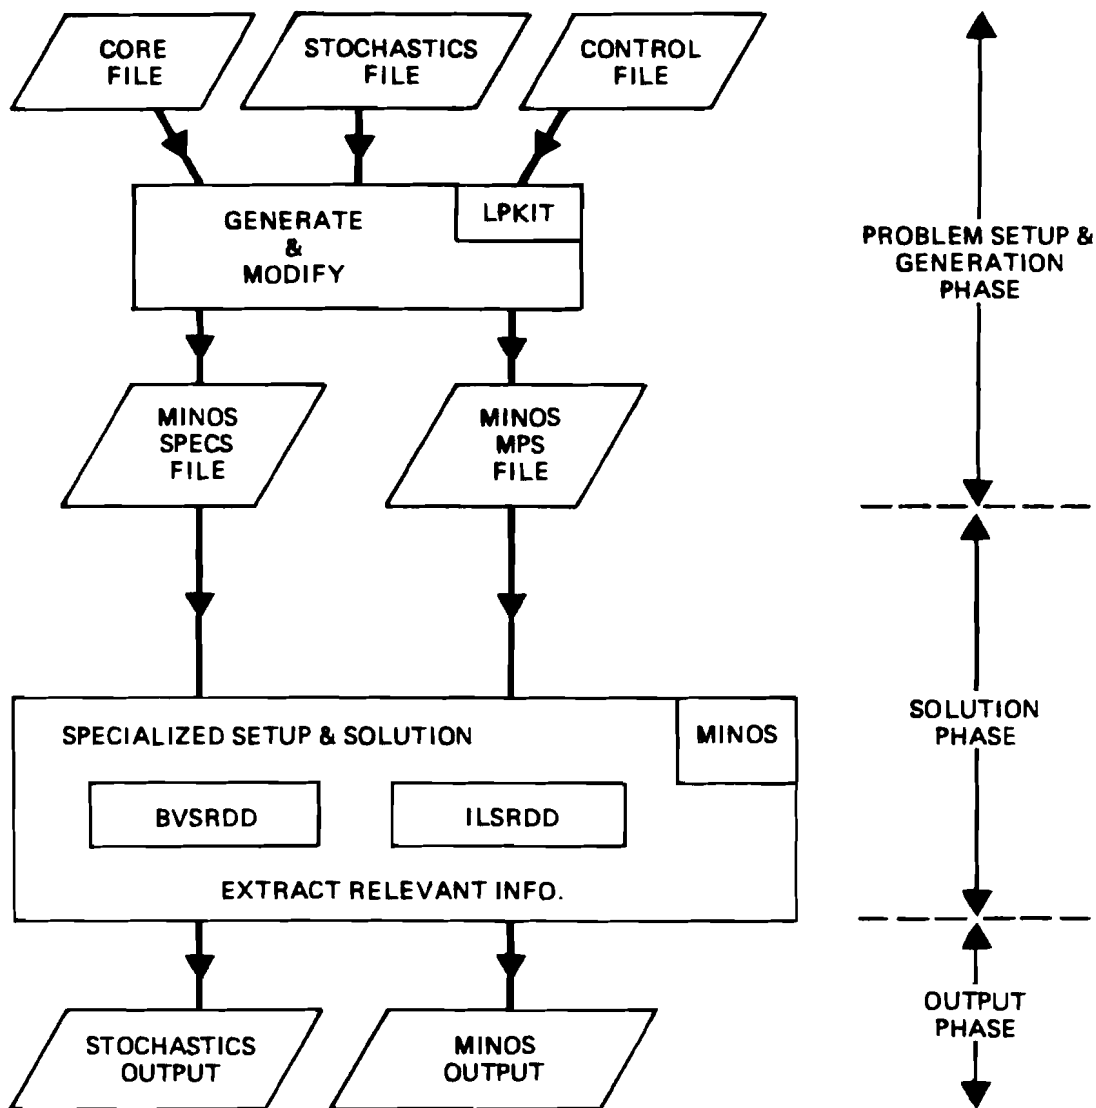 CORE
FILE
STOCHASTICS
FILE
CONTROL
FILE
GENERATE
&
MODIFY
LPKIT
PROBLEM SETUP &
GENERATION
PHASE
MINOS
SPECS
FILE
MINOS
MPS
FILE
SPECIALIZED SETUP & SOLUTION
MINOS
BVSRDD
ILSRDD
EXTRACT RELEVANT INFO.
SOLUTION
PHASE
STOCHASTICS
OUTPUT
MINOS
OUTPUT
OUTPUT
PHASE